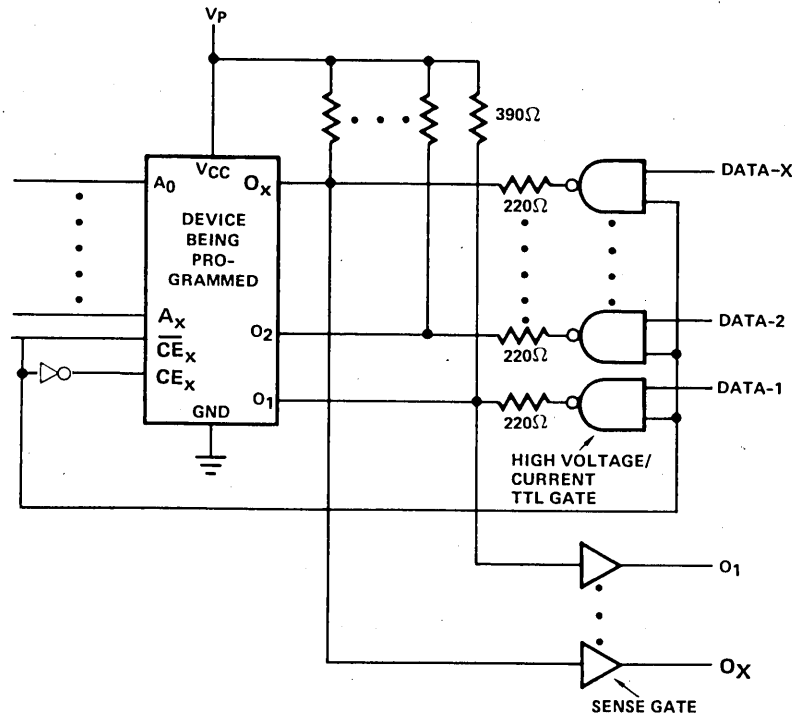 VP
390Ω
VCC
A0
OX
DEVICE
BEING
PRO-
GRAMMED
AX
CEX
CEX
O2
O1
GND
220Ω
220Ω
220Ω
DATA-X
DATA-2
DATA-1
HIGH VOLTAGE/
CURRENT
TTL GATE
O1
OX
SENSE GATE